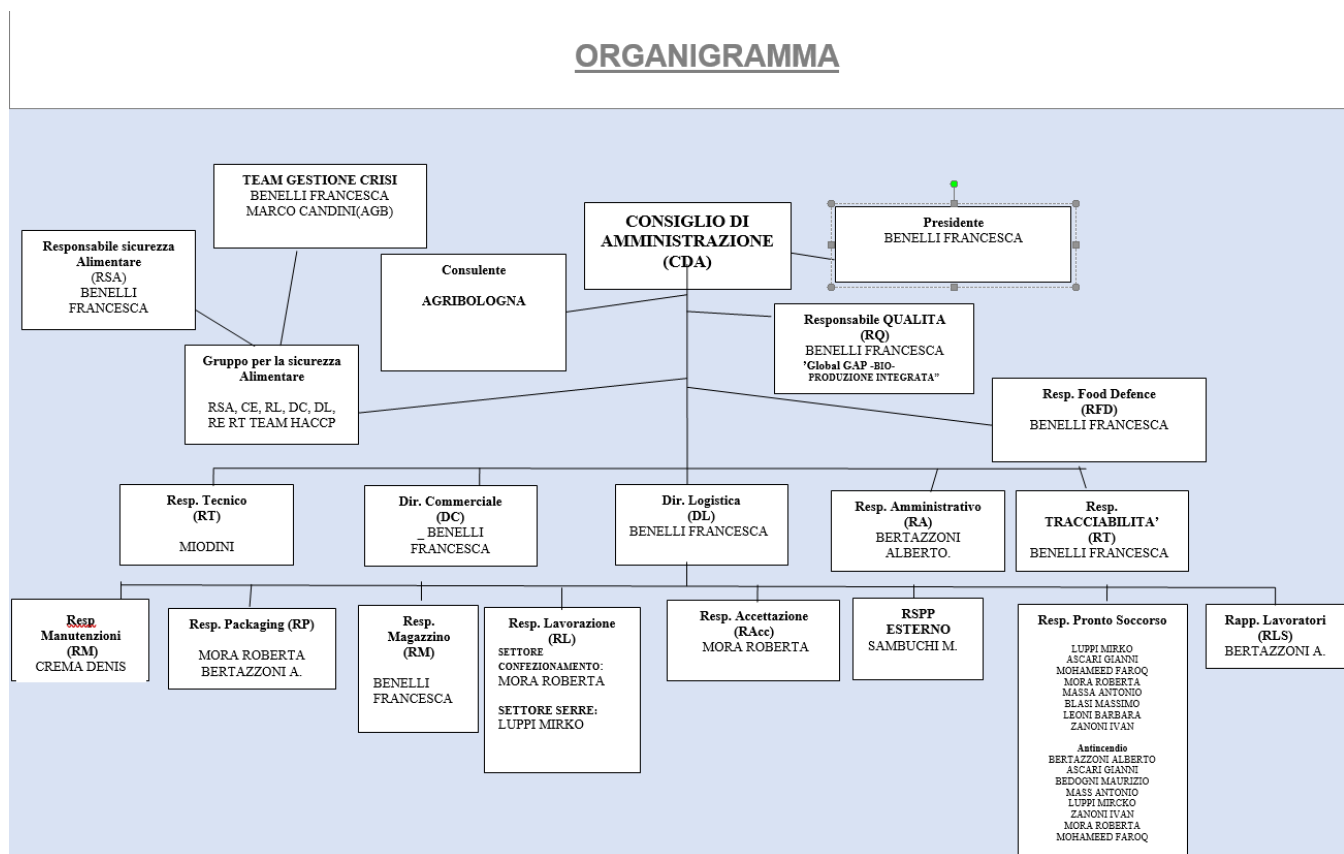 ORGANIGRAMMA
TEAM GESTIONE CRISI
BENELLI FRANCESCA
MARCO CANDINI(AGB)
CONSIGLIO DI
AMMINISTRAZIONE
(CDA)
Presidente
BENELLI FRANCESCA
Responsabile sicurezza
Alimentare
(RSA)
BENELLI
FRANCESCA
Consulente
AGRIBOLOGNA
Responsabile QUALITA
(RQ)
BENELLI FRANCESCA
’Global GAP -BIO-
PRODUZIONE INTEGRATA”
Gruppo per la sicurezza
Alimentare
RSA, CE, RL, DC, DL,
RE RT TEAM HACCP
Resp. Food Defence
(RFD)
BENELLI FRANCESCA
Resp. Tecnico
(RT)
MIODINI
Dir. Commerciale
(DC)
_ BENELLI
FRANCESCA
Dir. Logistica
(DL)
BENELLI FRANCESCA
Resp. Amministrativo
(RA)
BERTAZZONI
ALBERTO.
Resp.
TRACCIABILITA’
(RT)
BENELLI FRANCESCA
Resp
Manutenzioni
(RM)
CREMA DENIS
Resp. Packaging (RP)
MORA ROBERTA
BERTAZZONI A.
Resp.
Magazzino
(RM)
BENELLI
FRANCESCA
Resp. Lavorazione
(RL)
SETTORE
CONFEZIONAMENTO:
MORA ROBERTA
SETTORE SERRE:
LUPPI MIRKO
Resp. Accettazione
(RAcc)
MORA ROBERTA
RSPP
ESTERNO
SAMBUCHI M.
Resp. Pronto Soccorso
LUPPI MIRKO
ASCARI GIANNI
MOHAMEED FAROQ
MORA ROBERTA
MASSA ANTONIO
BLASI MASSIMO
LEONI BARBARA
ZANONI IVAN
Antincendio
BERTAZZONI ALBERTO
ASCARI GIANNI
BEDOGNI MAURIZIO
MASS ANTONIO
LUPPI MIRCKO
ZANONI IVAN
MORA ROBERTA
MOHAMEED FAROQ
Rapp. Lavoratori
(RLS)
BERTAZZONI A.